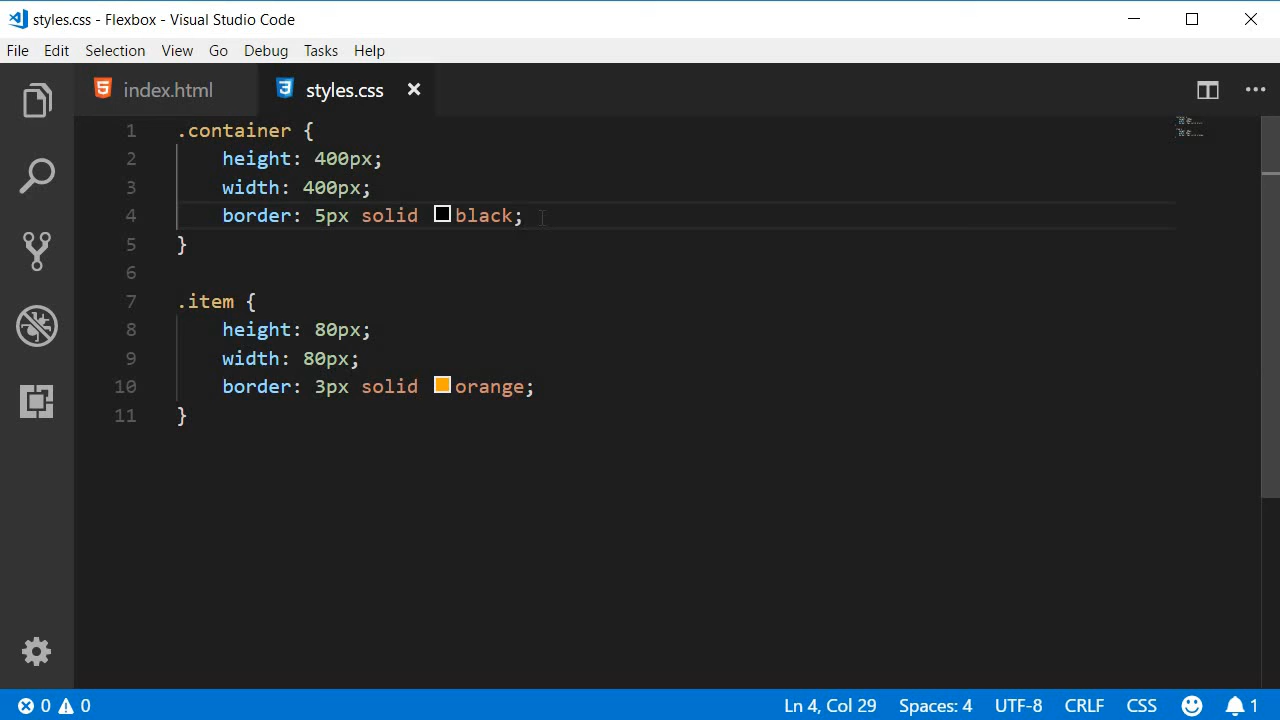 styles.css - Flexbox - Visual Studio Code
File Edit Selection View Go Debug Tasks Help
index.html styles.css
1 .container {
2 height: 400px;
3 width: 400px;
4 border: 5px solid black;
5 }
6
7 .item {
8 height: 80px;
9 width: 80px;
10 border: 3px solid orange;
11 }
0 0 Ln 4, Col 29 Spaces: 4 UTF-8 CRLF CSS 1